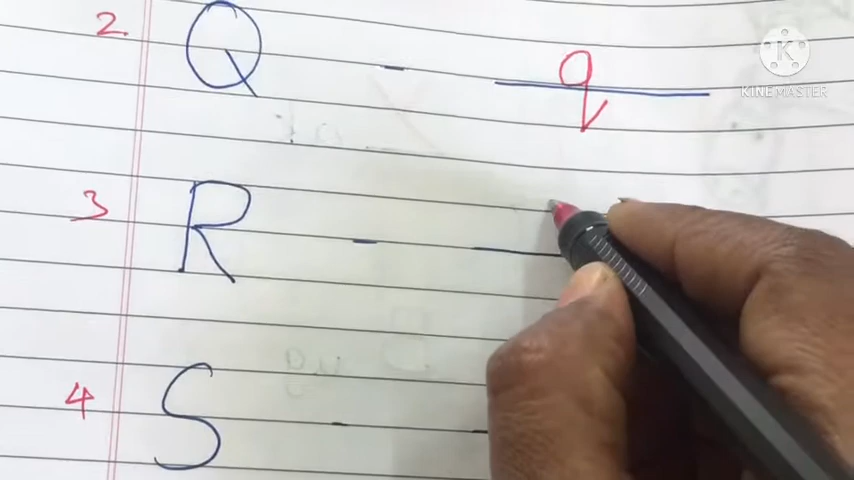 2. Q - q
3 R -
4 S -
KINEMASTER